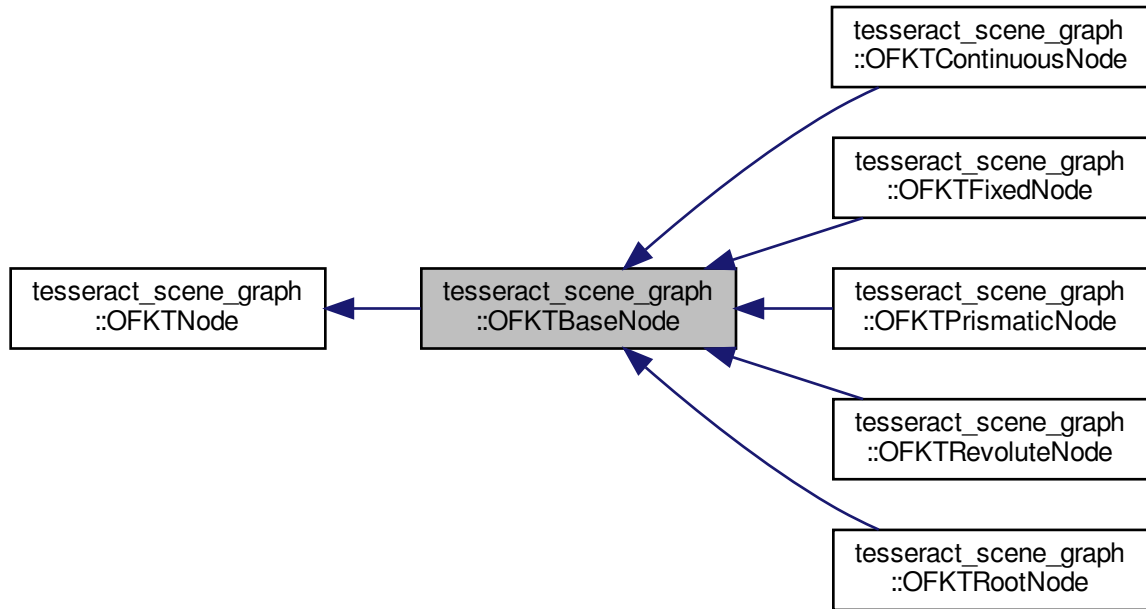 tesseract_scene_graph
::OFKTNode
tesseract_scene_graph
::OFKTBaseNode
tesseract_scene_graph
::OFKTContinuousNode
tesseract_scene_graph
::OFKTFixedNode
tesseract_scene_graph
::OFKTPrismaticNode
tesseract_scene_graph
::OFKTRevoluteNode
tesseract_scene_graph
::OFKTRootNode